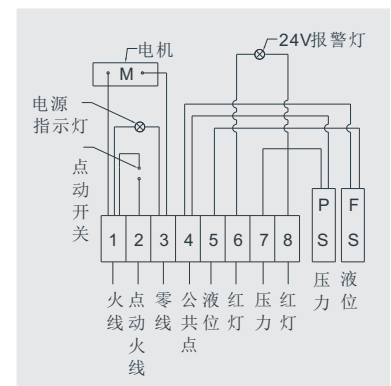 电机
24V报警灯
M
电源
指示灯
点动开关
P S
F S
1 2 3 4 5 6 7 8
压力
液位
火线
点动火线
零线
公共点
液位
红灯
压力
红灯